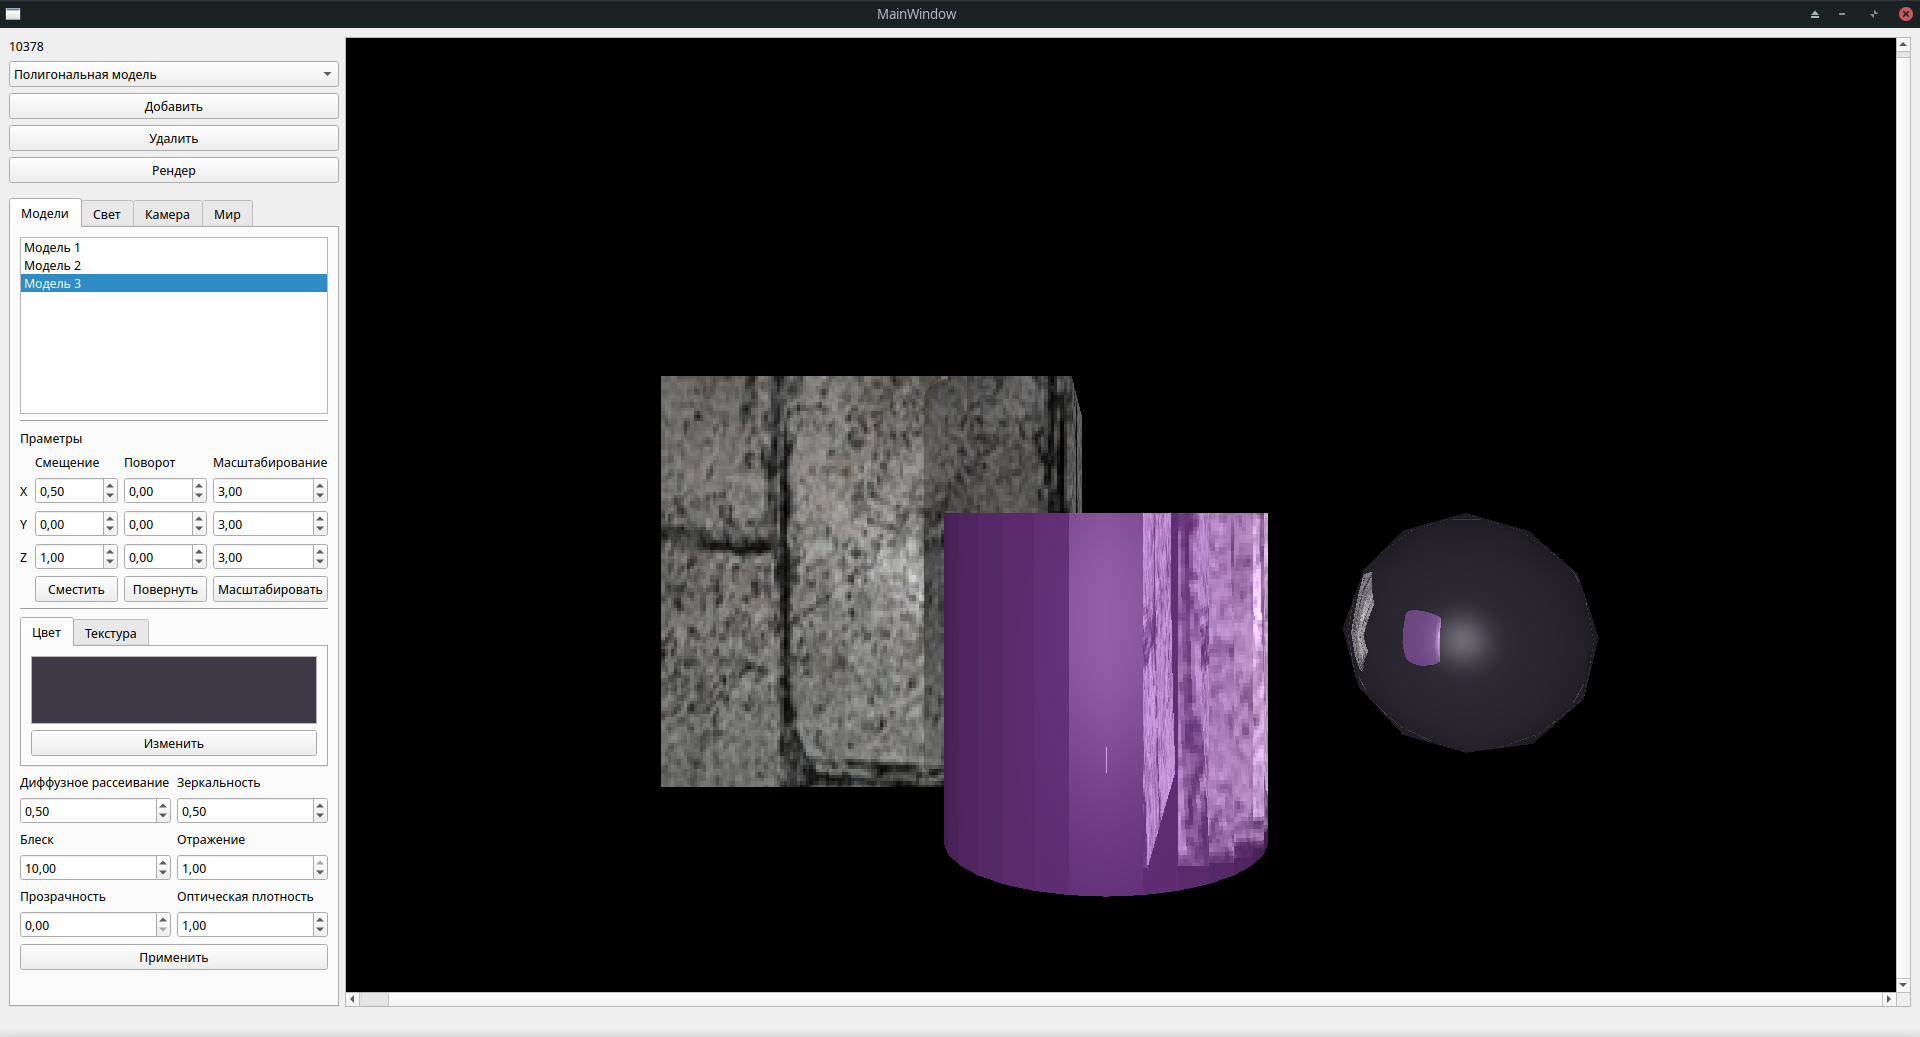 MainWindow
10378
Полигональная модель
Добавить
Удалить
Рендер
Модели Свет Камера Мир
Модель 1
Модель 2
Модель 3
Праметры
Смещение Поворот Масштабирование
X 0,50 0,00 3,00
Y 0,00 0,00 3,00
Z 1,00 0,00 3,00
Сместить Повернуть Масштабировать
Цвет Текстура
Изменить
Диффузное рассеивание Зеркальность
0,50 0,50
Блеск Отражение
10,00 1,00
Прозрачность Оптическая плотность
0,00 1,00
Применить